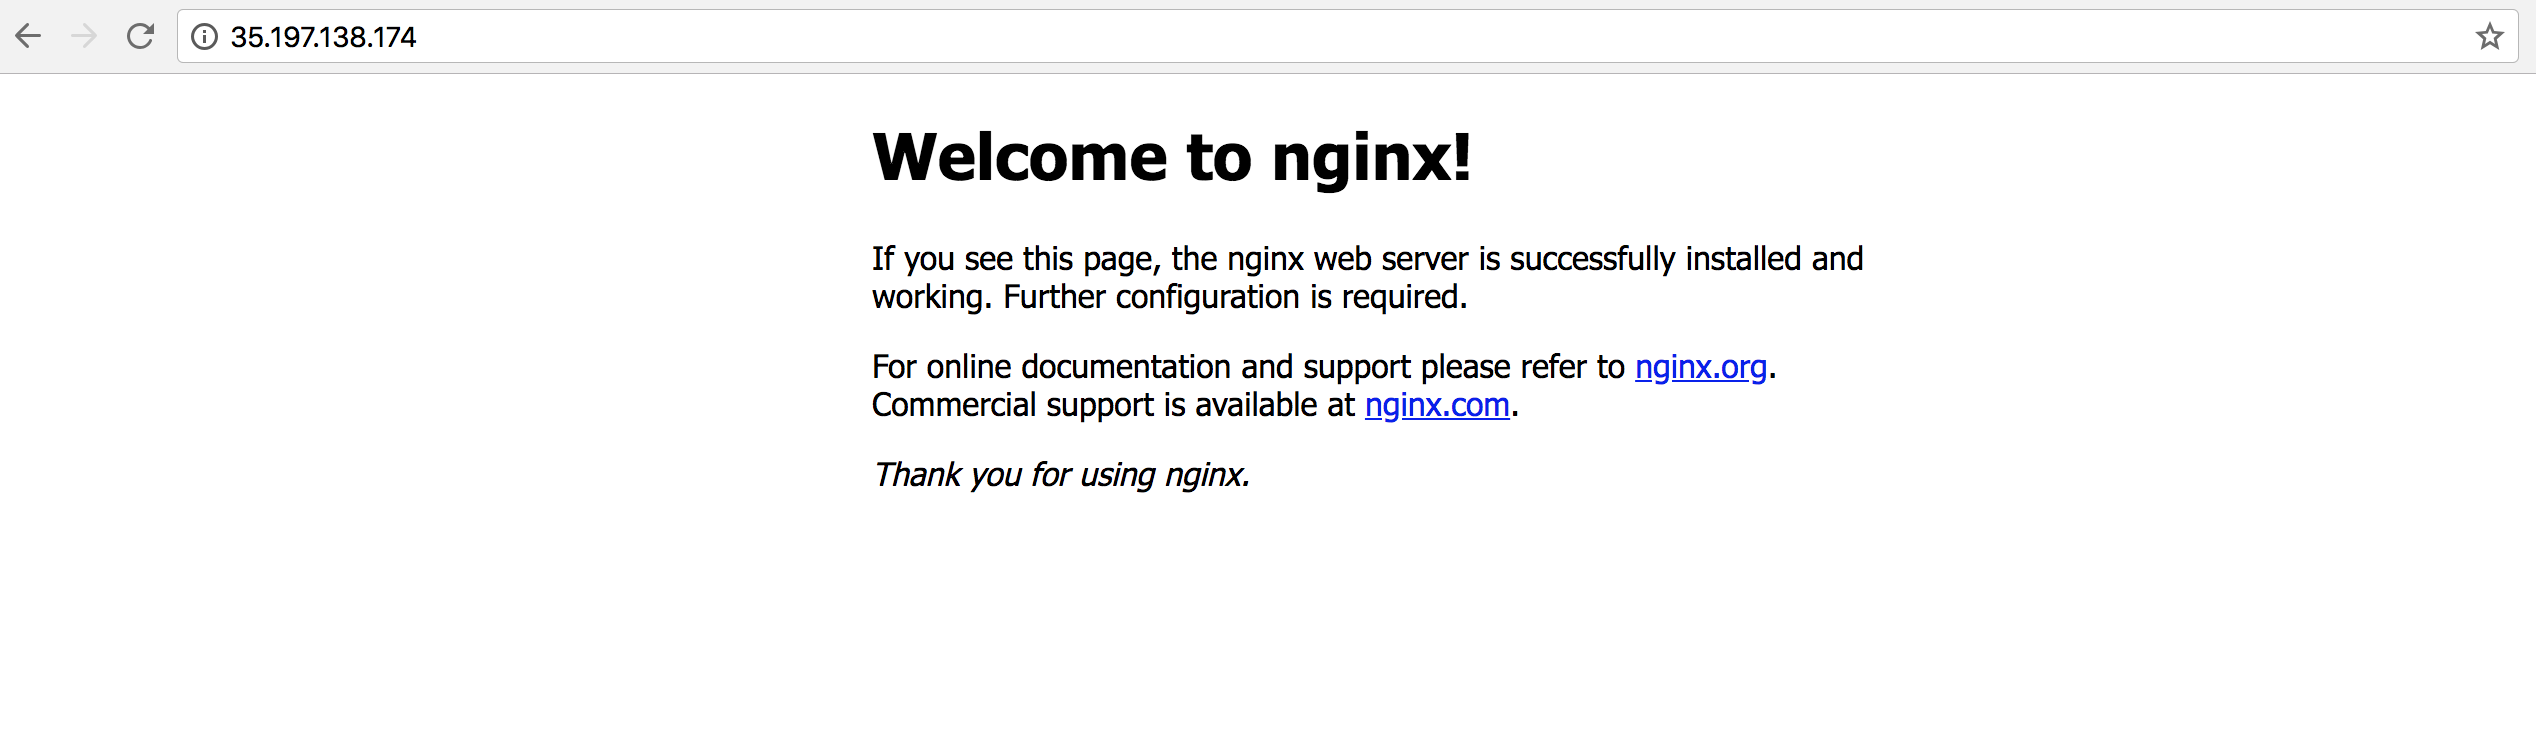 35.197.138.174
Welcome to nginx!
If you see this page, the nginx web server is successfully installed and
working. Further configuration is required.
For online documentation and support please refer to nginx.org.
Commercial support is available at nginx.com.
Thank you for using nginx.